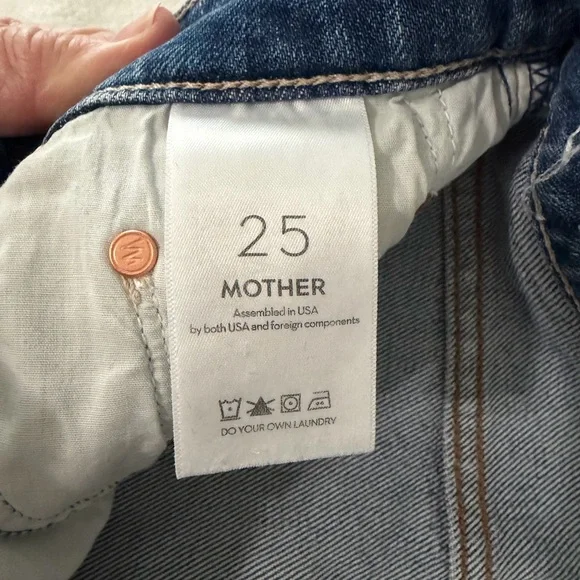 25
MOTHER
Assembled in USA
by both USA and foreign components
DO YOUR OWN LAUNDRY